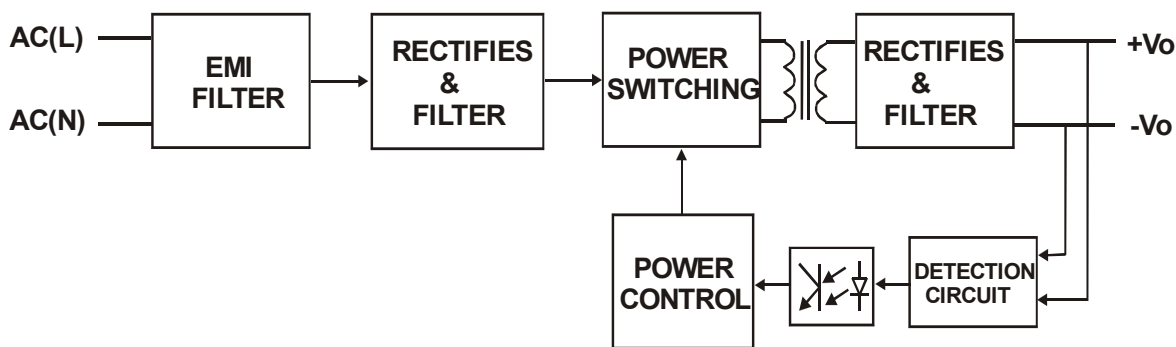 AC(L)
AC(N)
EMI
FILTER
RECTIFIES
&
FILTER
POWER
SWITCHING
RECTIFIES
&
FILTER
+Vo
-Vo
POWER
CONTROL
DETECTION
CIRCUIT